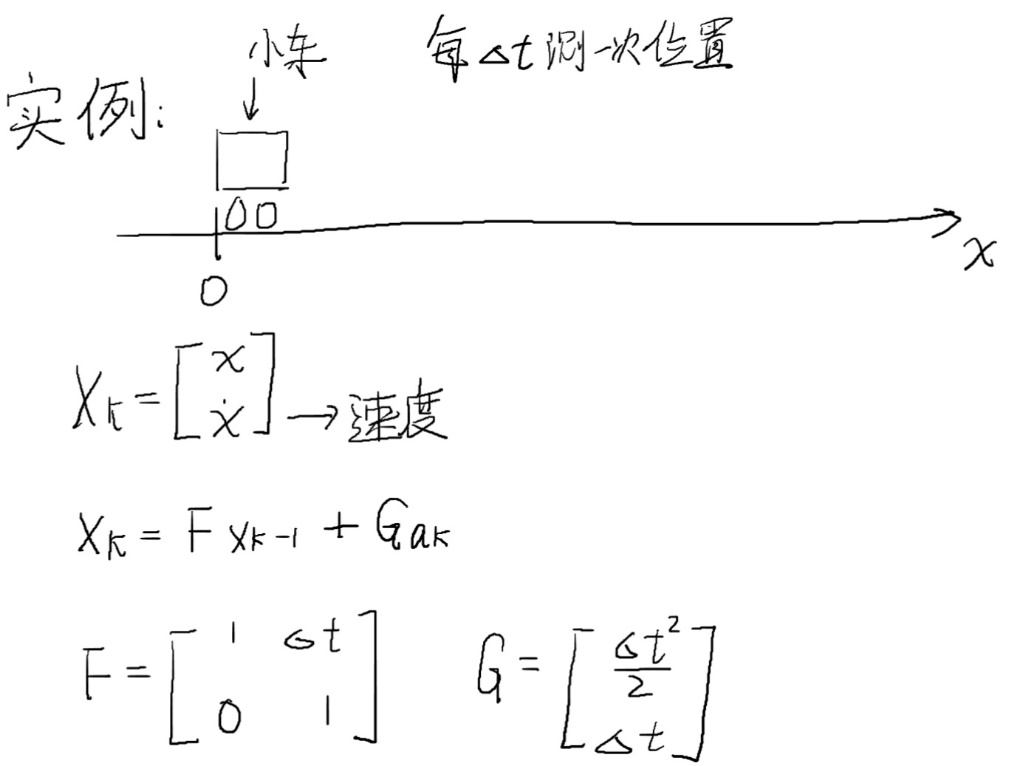 小车 每Δt测一次位置
实例:
0
x
X_k = [x; ẋ] → 速度
X_k = F X_{k-1} + G a_k
F = [1 Δt; 0 1] G = [Δt²/2; Δt]